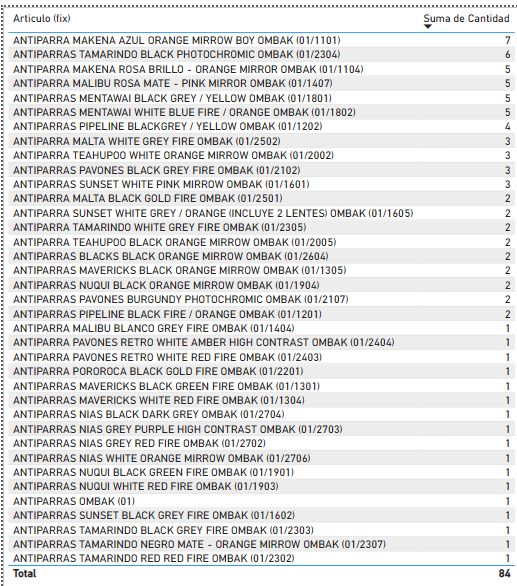 Articulo (fix) Suma de Cantidad
ANTIPARRA MAKENA AZUL ORANGE MIRROW BOY OMBAK (01/1101) 7
ANTIPARRAS TAMARINDO BLACK PHOTOCHROMIC OMBAK (01/2304) 6
ANTIPARRA MAKENA ROSA BRILLO - ORANGE MIRROR OMBAK (01/1104) 5
ANTIPARRA MALIBU ROSA MATE - PINK MIRROR OMBAK (01/1407) 5
ANTIPARRAS MENTAWAI BLACK GREY / YELLOW OMBAK (01/1801) 5
ANTIPARRAS MENTAWAI WHITE BLUE FIRE / ORANGE OMBAK (01/1802) 5
ANTIPARRAS PIPELINE BLACKGREY / YELLOW OMBAK (01/1202) 4
ANTIPARRA MALTA WHITE GREY FIRE OMBAK (01/2502) 3
ANTIPARRA TEAHUPOO WHITE ORANGE MIRROW OMBAK (01/2002) 3
ANTIPARRAS PAVONES BLACK GREY FIRE OMBAK (01/2102) 3
ANTIPARRAS SUNSET WHITE PINK MIRROW OMBAK (01/1601) 3
ANTIPARRA MALTA BLACK GOLD FIRE OMBAK (01/2501) 2
ANTIPARRA SUNSET WHITE GREY / ORANGE (INCLUYE 2 LENTES) OMBAK (01/1605) 2
ANTIPARRA TAMARINDO WHITE GREY FIRE OMBAK (01/2305) 2
ANTIPARRA TEAHUPOO BLACK ORANGE MIRROW OMBAK (01/2005) 2
ANTIPARRAS BLACKS BLACK ORANGE MIRROW OMBAK (01/2604) 2
ANTIPARRAS MAVERICKS BLACK ORANGE MIRROW OMBAK (01/1305) 2
ANTIPARRAS NUQUI BLACK ORANGE MIRROW OMBAK (01/1904) 2
ANTIPARRAS PAVONES BURGUNDY PHOTOCHROMIC OMBAK (01/2107) 2
ANTIPARRAS PIPELINE BLACK FIRE / ORANGE OMBAK (01/1201) 2
ANTIPARRA MALIBU BLANCO GREY FIRE OMBAK (01/1404) 1
ANTIPARRA PAVONES RETRO WHITE AMBER HIGH CONTRAST OMBAK (01/2404) 1
ANTIPARRA PAVONES RETRO WHITE RED FIRE OMBAK (01/2403) 1
ANTIPARRA POROROCA BLACK GOLD FIRE OMBAK (01/2201) 1
ANTIPARRAS MAVERICKS BLACK GREEN FIRE OMBAK (01/1301) 1
ANTIPARRAS MAVERICKS WHITE RED FIRE OMBAK (01/1304) 1
ANTIPARRAS NIAS BLACK DARK GREY OMBAK (01/2704) 1
ANTIPARRAS NIAS GREY PURPLE HIGH CONTRAST OMBAK (01/2703) 1
ANTIPARRAS NIAS GREY RED FIRE OMBAK (01/2702) 1
ANTIPARRAS NIAS WHITE ORANGE MIRROW OMBAK (01/2706) 1
ANTIPARRAS NUQUI BLACK GREEN FIRE OMBAK (01/1901) 1
ANTIPARRAS NUQUI WHITE RED FIRE OMBAK (01/1903) 1
ANTIPARRAS OMBAK (01) 1
ANTIPARRAS SUNSET BLACK GREY FIRE OMBAK (01/1602) 1
ANTIPARRAS TAMARINDO BLACK GREY FIRE OMBAK (01/2303) 1
ANTIPARRAS TAMARINDO NEGRO MATE - ORANGE MIRROW OMBAK (01/2307) 1
ANTIPARRAS TAMARINDO RED RED FIRE OMBAK (01/2302) 1
Total 84